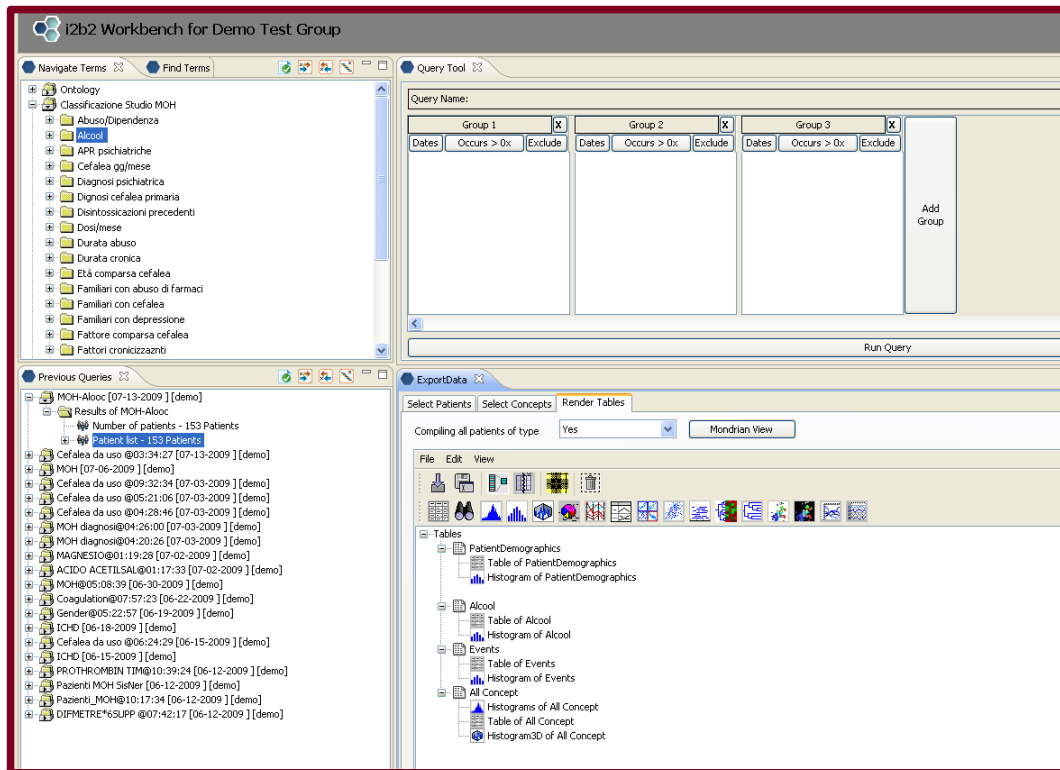 i2b2 Workbench for Demo Test Group
Navigate Terms
Find Terms
Ontology
Classificazione Studio MOH
Abuso/Dipendenza
Alcool
APR psichiatriche
Cefalea gg/mese
Diagnosi psichiatrica
Dignosi cefalea primaria
Disintossicazioni precedenti
Dosi/mese
Durata abuso
Durata cronica
Età comparsa cefalea
Familiari con abuso di farmaci
Familiari con cefalea
Familiari con depressione
Fattore comparsa cefalea
Fattori cronicizzaznti
Query Tool
Query Name:
Group 1 X
Dates Occurs > 0x Exclude
Group 2 X
Dates Occurs > 0x Exclude
Group 3 X
Dates Occurs > 0x Exclude
Add
Group
Run Query
Previous Queries
MOH-Alooc [07-13-2009 ] [demo]
Results of MOH-Alooc
Number of patients - 153 Patients
Patient list - 153 Patients
Cefalea da uso @03:34:27 [07-13-2009 ] [demo]
MOH [07-06-2009 ] [demo]
Cefalea da uso @09:32:34 [07-03-2009 ] [demo]
Cefalea da uso @05:21:06 [07-03-2009 ] [demo]
Cefalea da uso @04:28:46 [07-03-2009 ] [demo]
MOH diagnosi@04:26:00 [07-03-2009 ] [demo]
MOH diagnosi@04:20:26 [07-03-2009 ] [demo]
MAGNESIO@01:19:28 [07-02-2009 ] [demo]
ACIDO ACETILSAL@01:17:33 [07-02-2009 ] [demo]
MOH@05:08:39 [06-30-2009 ] [demo]
Coagulation@07:57:23 [06-22-2009 ] [demo]
Gender@05:22:57 [06-19-2009 ] [demo]
ICHD [06-18-2009 ] [demo]
Cefalea da uso @06:24:29 [06-15-2009 ] [demo]
ICHD [06-15-2009 ] [demo]
PROTHROMBIN TIM@10:39:24 [06-12-2009 ] [demo]
Pazienti MOH SisNer [06-12-2009 ] [demo]
Pazienti_MOH@10:17:34 [06-12-2009 ] [demo]
DIFMETRE*6SUPP @07:42:17 [06-12-2009 ] [demo]
ExportData
Select Patients Select Concepts Render Tables
Compiling all patients of type Yes Mondrian View
File Edit View
Tables
PatientDemographics
Table of PatientDemographics
Histogram of PatientDemographics
Alcool
Table of Alcool
Histogram of Alcool
Events
Table of Events
Histogram of Events
All Concept
Histograms of All Concept
Table of All Concept
Histogram3D of All Concept